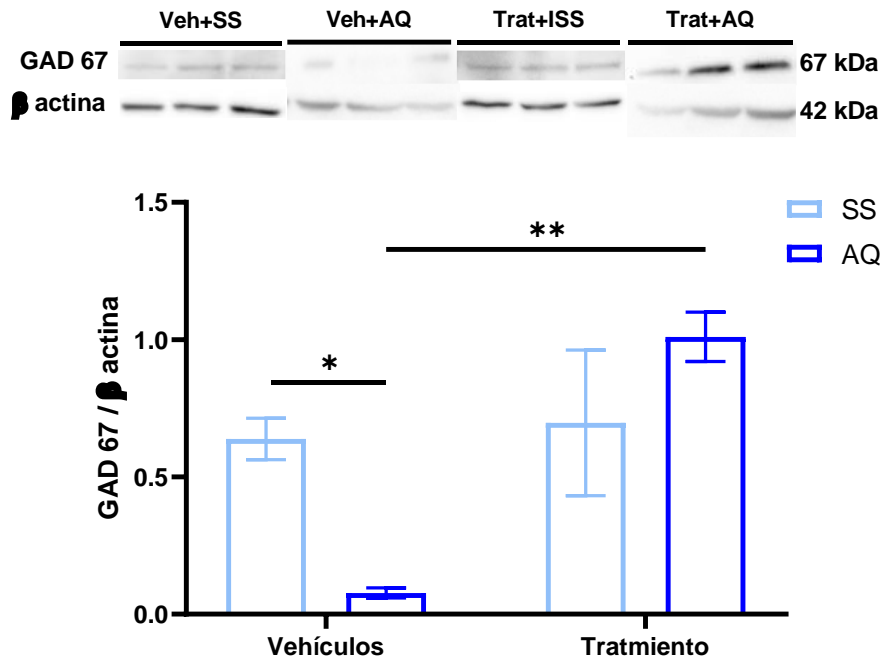 Veh+SS Veh+AQ Trat+ISS Trat+AQ
GAD 67 67 kDa
β actina 42 kDa
1.5
1.0
0.5
0.0
GAD 67 / β actina
*
**
SS
AQ
Vehículos Tratmiento